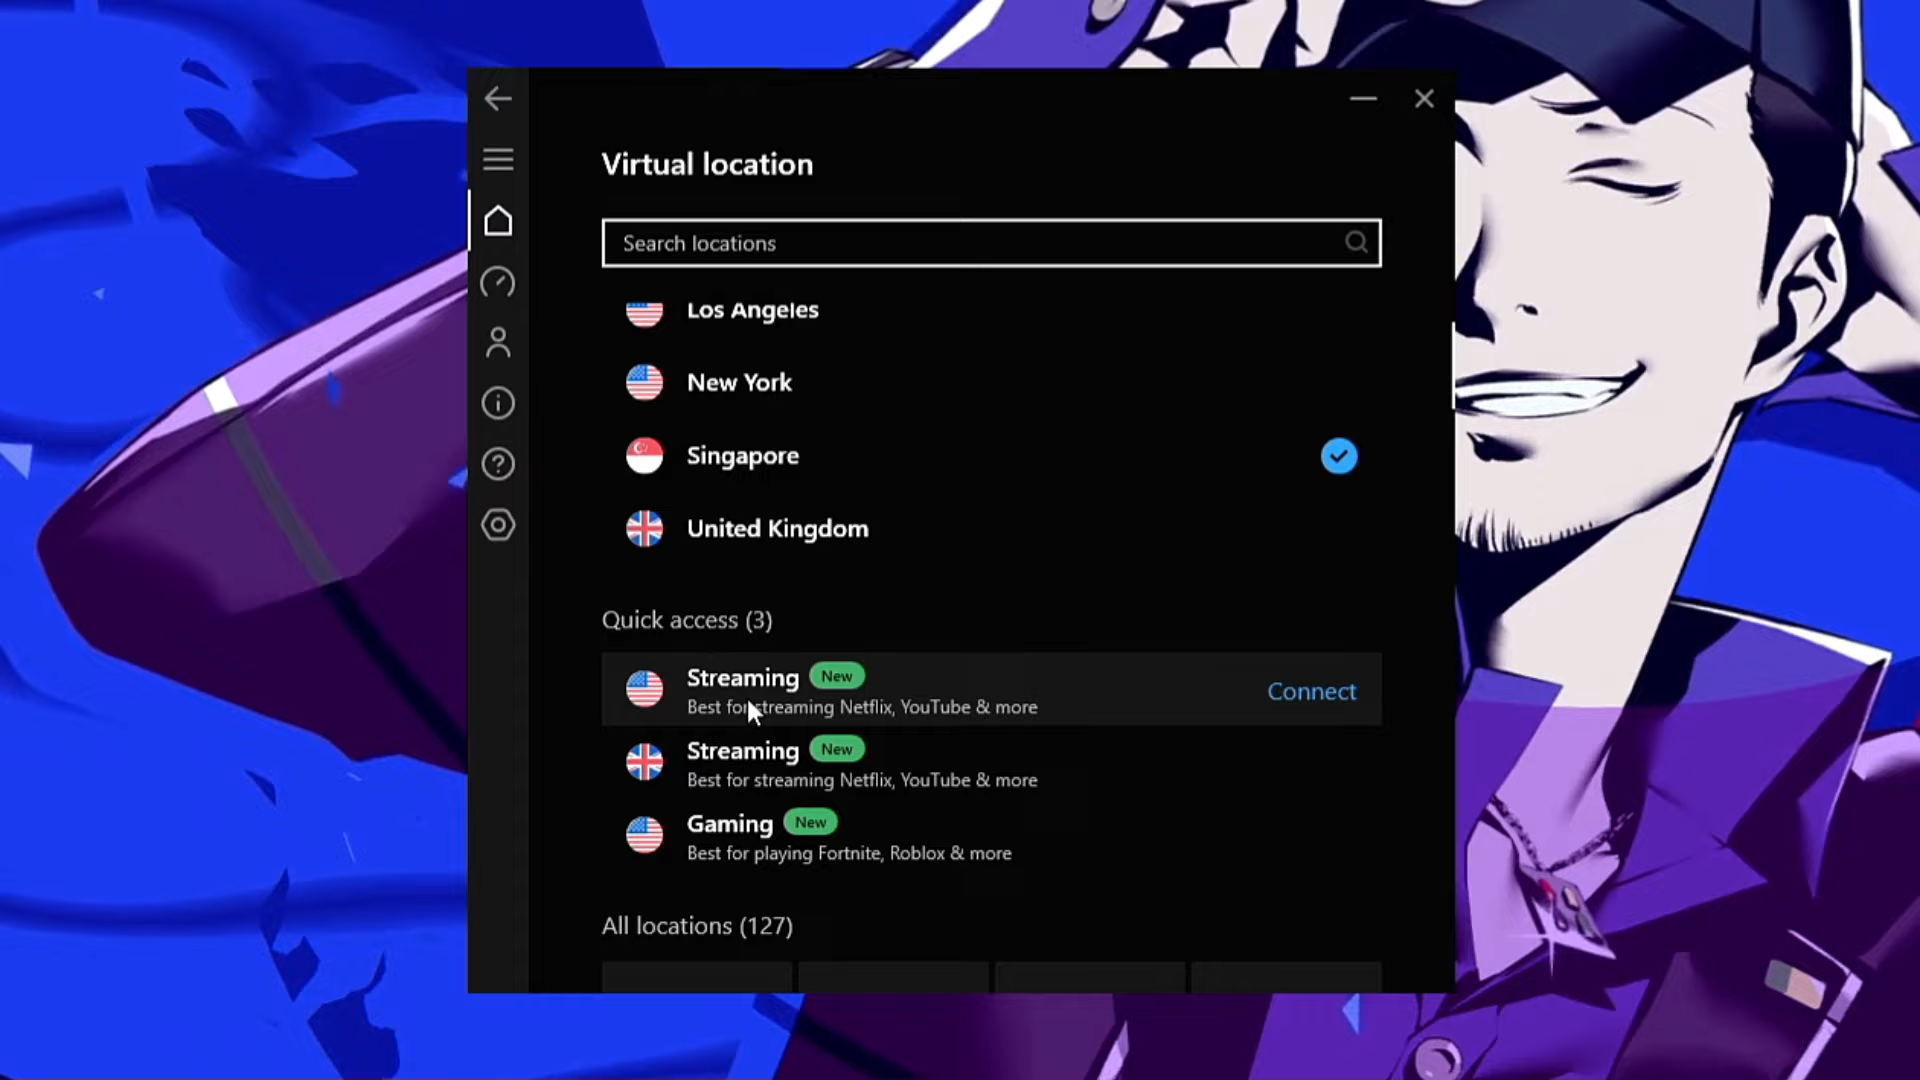 Virtual location
Search locations
Los Angeles
New York
Singapore
United Kingdom
Quick access (3)
Streaming New
Best for streaming Netflix, YouTube & more
Connect
Streaming New
Best for streaming Netflix, YouTube & more
Gaming New
Best for playing Fortnite, Roblox & more
All locations (127)